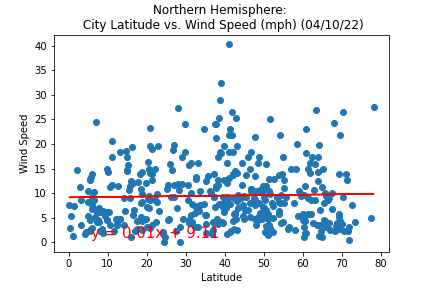 Northern Hemisphere:
City Latitude vs. Wind Speed (mph) (04/10/22)
40
35
30
25
20
15
10
5
0
Wind Speed
y = 0.01x + 9.11
0 10 20 30 40 50 60 70 80
Latitude